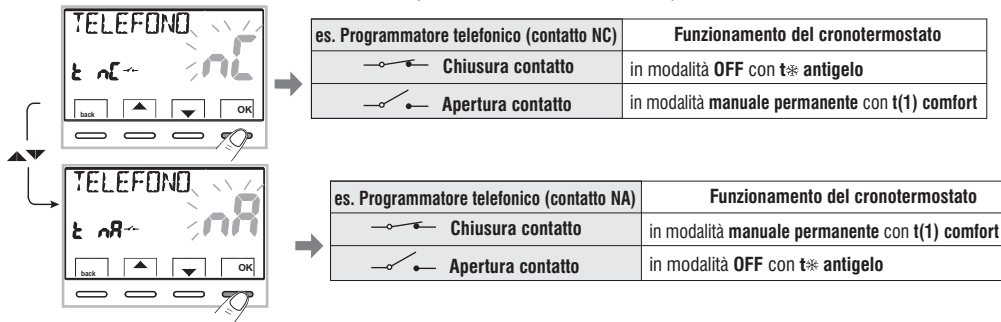 TELEFONO
t nC nC
back OK
es. Programmatore telefonico (contatto NC) Funzionamento del cronotermostato
Chiusura contatto in modalità OFF con t❄ antigelo
Apertura contatto in modalità manuale permanente con t(1) comfort
TELEFONO
t nA nA
back OK
es. Programmatore telefonico (contatto NA) Funzionamento del cronotermostato
Chiusura contatto in modalità manuale permanente con t(1) comfort
Apertura contatto in modalità OFF con t❄ antigelo